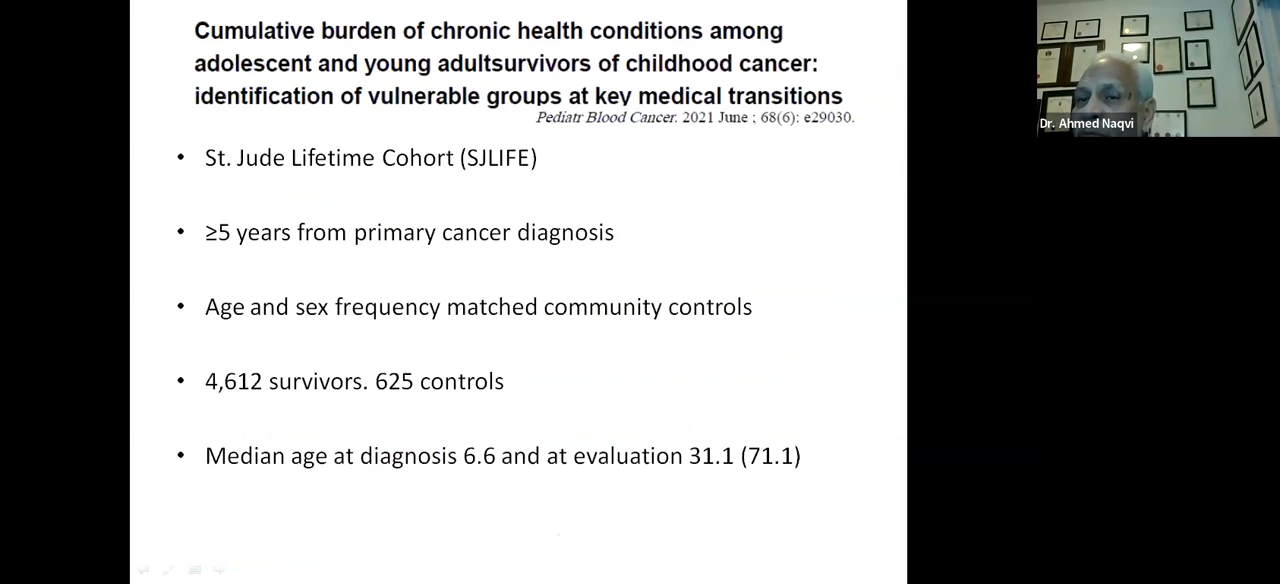 Cumulative burden of chronic health conditions among
adolescent and young adultsurvivors of childhood cancer:
identification of vulnerable groups at key medical transitions
Pediatr Blood Cancer. 2021 June ; 68(6): e29030.
• St. Jude Lifetime Cohort (SJLIFE)
• ≥5 years from primary cancer diagnosis
• Age and sex frequency matched community controls
• 4,612 survivors. 625 controls
• Median age at diagnosis 6.6 and at evaluation 31.1 (71.1)
Dr. Ahmed Naqvi